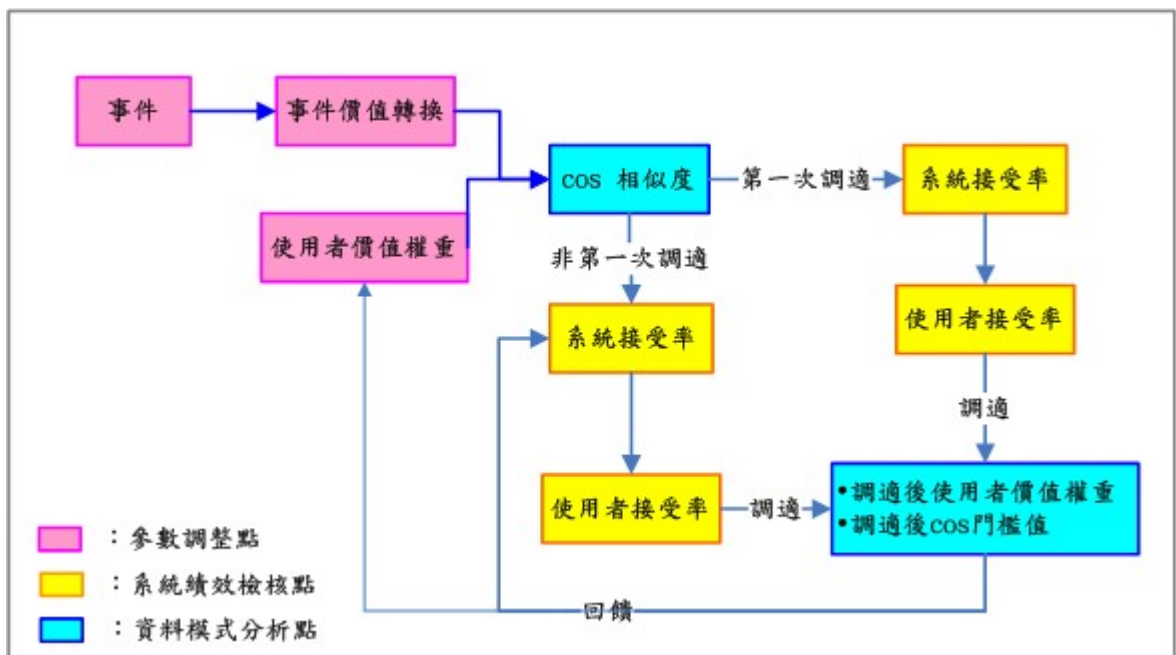 事件
事件價值轉換
cos 相似度
第一次調適
系統接受率
使用者價值權重
非第一次調適
使用者接受率
系統接受率
調適
使用者接受率
調適
•調適後使用者價值權重
•調適後cos門檻值
：參數調整點
：系統績效檢核點
回饋
：資料模式分析點